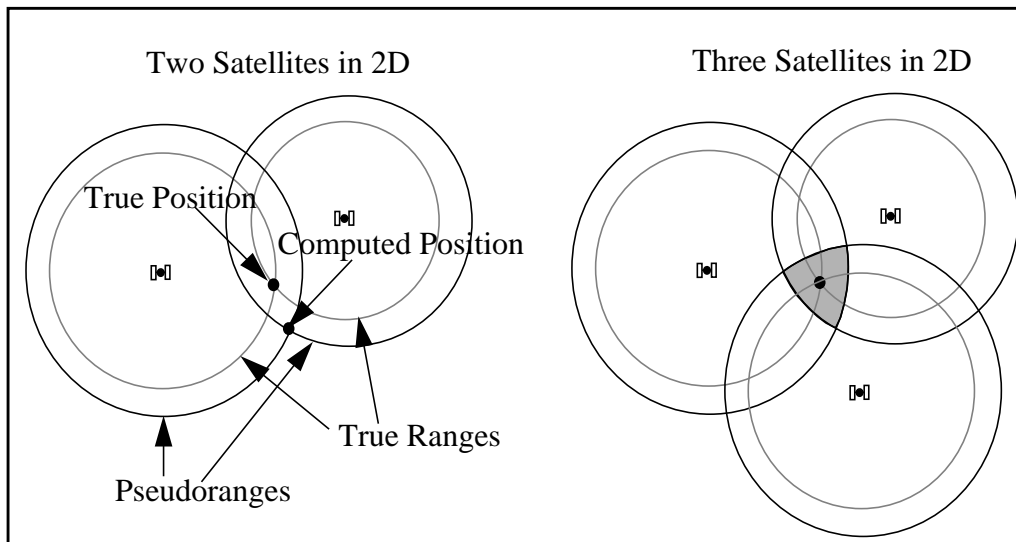 Two Satellites in 2D
Three Satellites in 2D
True Position
Computed Position
True Ranges
Pseudoranges